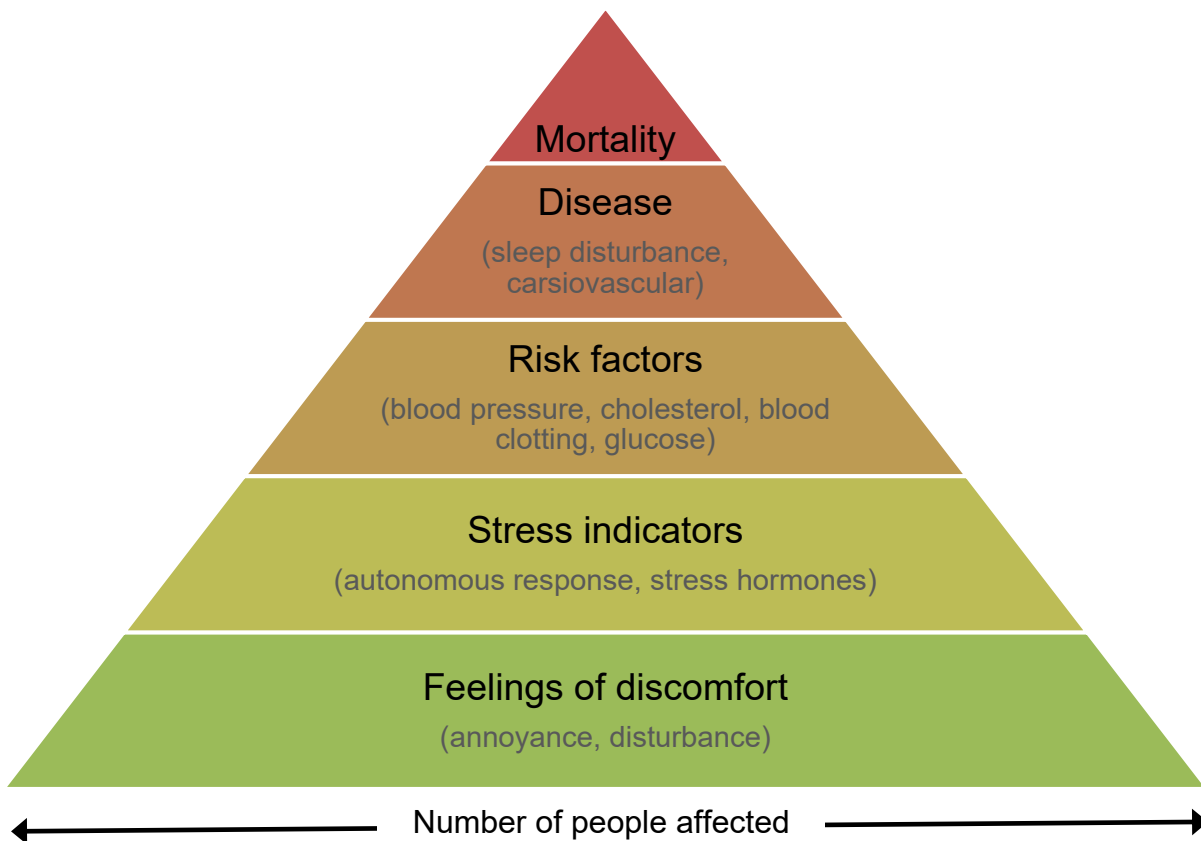 Mortality
Disease
(sleep disturbance,
carsiovascular)
Risk factors
(blood pressure, cholesterol, blood
clotting, glucose)
Stress indicators
(autonomous response, stress hormones)
Feelings of discomfort
(annoyance, disturbance)
Number of people affected